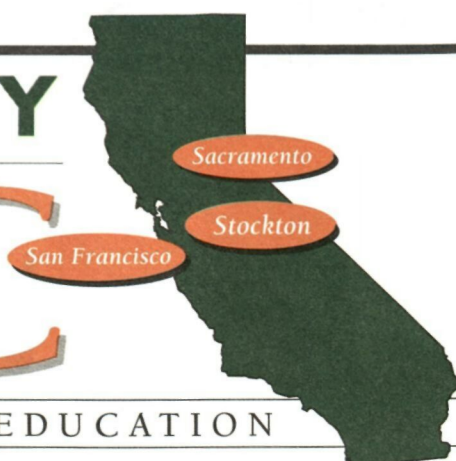 Y
Sacramento
Stockton
San Francisco
C
EDUCATION